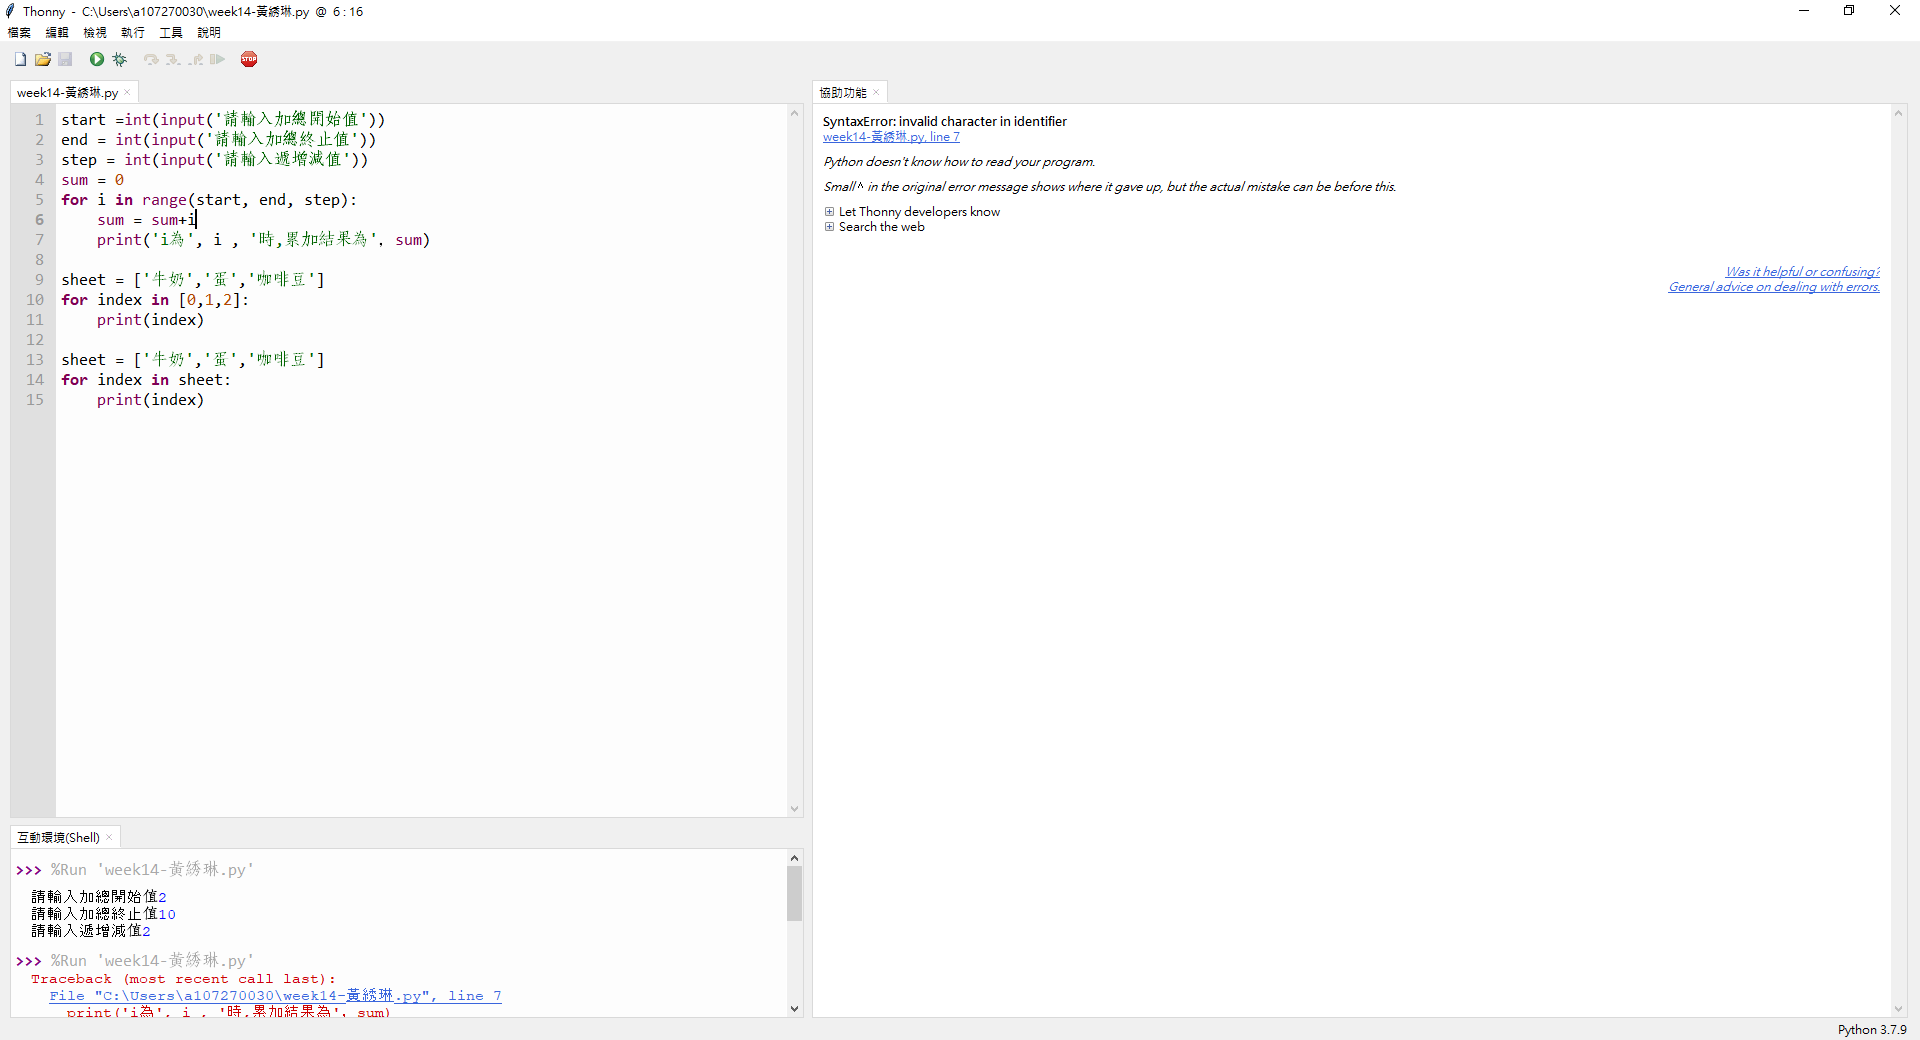 Thonny - C:\Users\a107270030\week14-黃綉琳.py @ 6 : 16
檔案 編輯 檢視 執行 工具 說明
STOP
week14-黃綉琳.py ×
1 start =int(input('請輸入加總開始值'))
2 end = int(input('請輸入加總終止值'))
3 step = int(input('請輸入遞增減值'))
4 sum = 0
5 for i in range(start, end, step):
6     sum = sum+i
7     print('i為', i , '時,累加結果為', sum)
8
9 sheet = ['牛奶','蛋','咖啡豆']
10 for index in [0,1,2]:
11     print(index)
12
13 sheet = ['牛奶','蛋','咖啡豆']
14 for index in sheet:
15     print(index)
互動環境(Shell) ×
>>> %Run 'week14-黃綉琳.py'
請輸入加總開始值2
請輸入加總終止值10
請輸入遞增減值2
>>> %Run 'week14-黃綉琳.py'
Traceback (most recent call last):
File "C:\Users\a107270030\week14-黃綉琳.py", line 7
print('i為', i , '時,累加結果為', sum)
協助功能 ×
SyntaxError: invalid character in identifier
week14-黃綉琳.py, line 7
Python doesn't know how to read your program.
Small ^ in the original error message shows where it gave up, but the actual mistake can be before this.
Let Thonny developers know
Search the web
Was it helpful or confusing?
General advice on dealing with errors.
Python 3.7.9